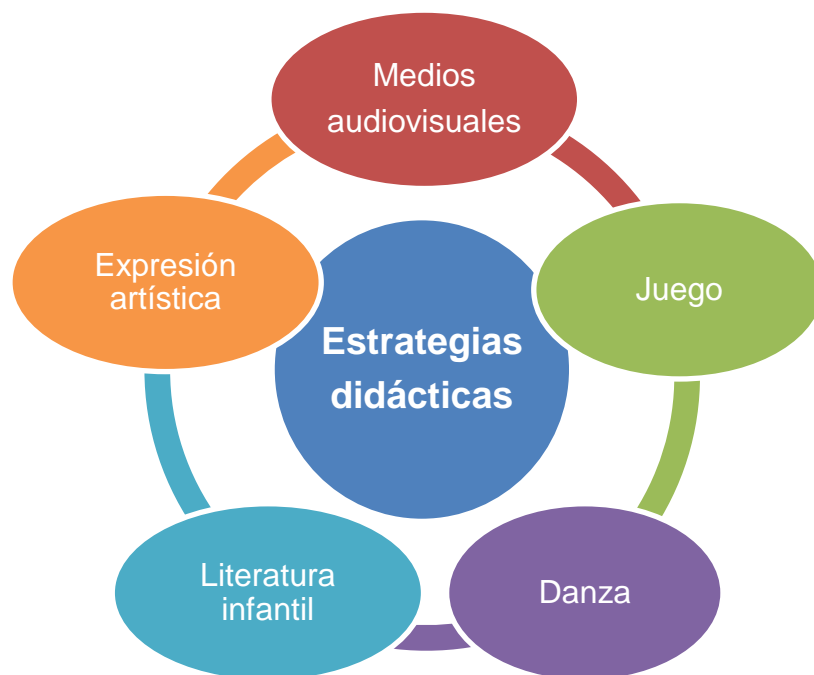 Medios
audiovisuales
Expresión
artística
Juego
Estrategias
didácticas
Literatura
infantil
Danza